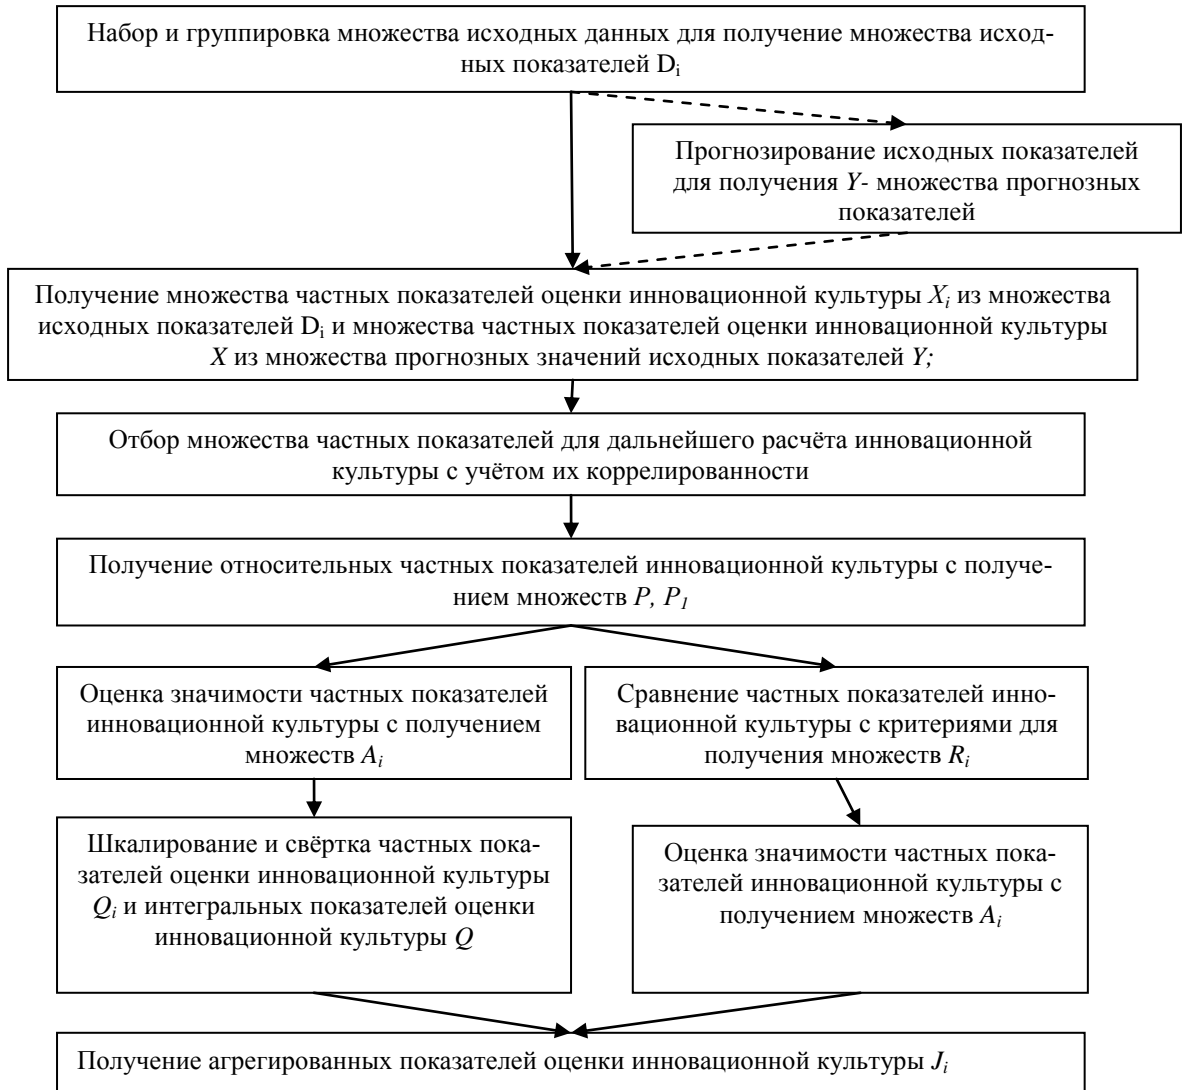 Набор и группировка множества исходных данных для получение множества исход-
ных показателей Di
Прогнозирование исходных показателей
для получения Y- множества прогнозных
показателей
Получение множества частных показателей оценки инновационной культуры Xi из множества
исходных показателей Di и множества частных показателей оценки инновационной культуры
X из множества прогнозных значений исходных показателей Y;
Отбор множества частных показателей для дальнейшего расчёта инновационной
культуры с учётом их коррелированности
Получение относительных частных показателей инновационной культуры с получе-
нием множеств P, P1
Оценка значимости частных показателей
инновационной культуры с получением
множеств Ai
Сравнение частных показателей инно-
вационной культуры с критериями для
получения множеств Ri
Шкалирование и свёртка частных пока-
зателей оценки инновационной культуры
Qi и интегральных показателей оценки
инновационной культуры Q
Оценка значимости частных пока-
зателей инновационной культуры с
получением множеств Ai
Получение агрегированных показателей оценки инновационной культуры Ji